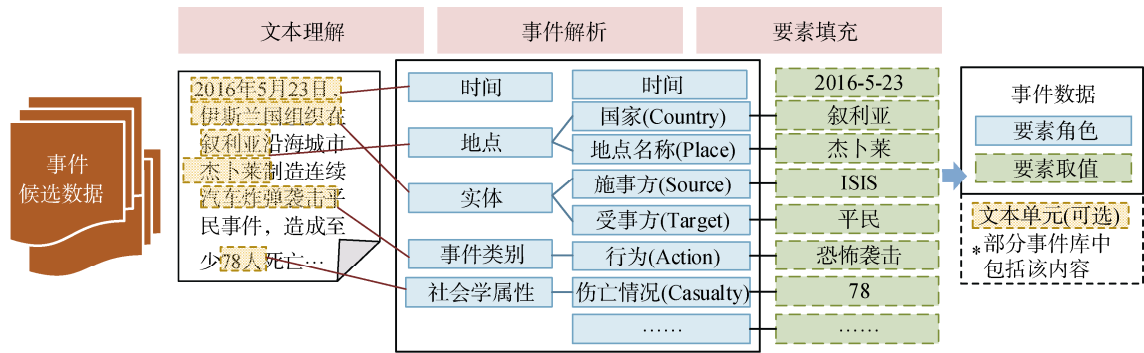 文本理解
事件解析
要素填充
事件
候选数据
2016年5月23日，
伊斯兰国组织在
叙利亚沿海城市
杰卜莱制造连续
汽车炸弹袭击平
民事件，造成至
少78人死亡…
时间
地点
实体
事件类别
社会学属性
时间
国家(Country)
地点名称(Place)
施事方(Source)
受事方(Target)
行为(Action)
伤亡情况(Casualty)
……
2016-5-23
叙利亚
杰卜莱
ISIS
平民
恐怖袭击
78
……
事件数据
要素角色
要素取值
文本单元(可选)
*部分事件库中
包括该内容